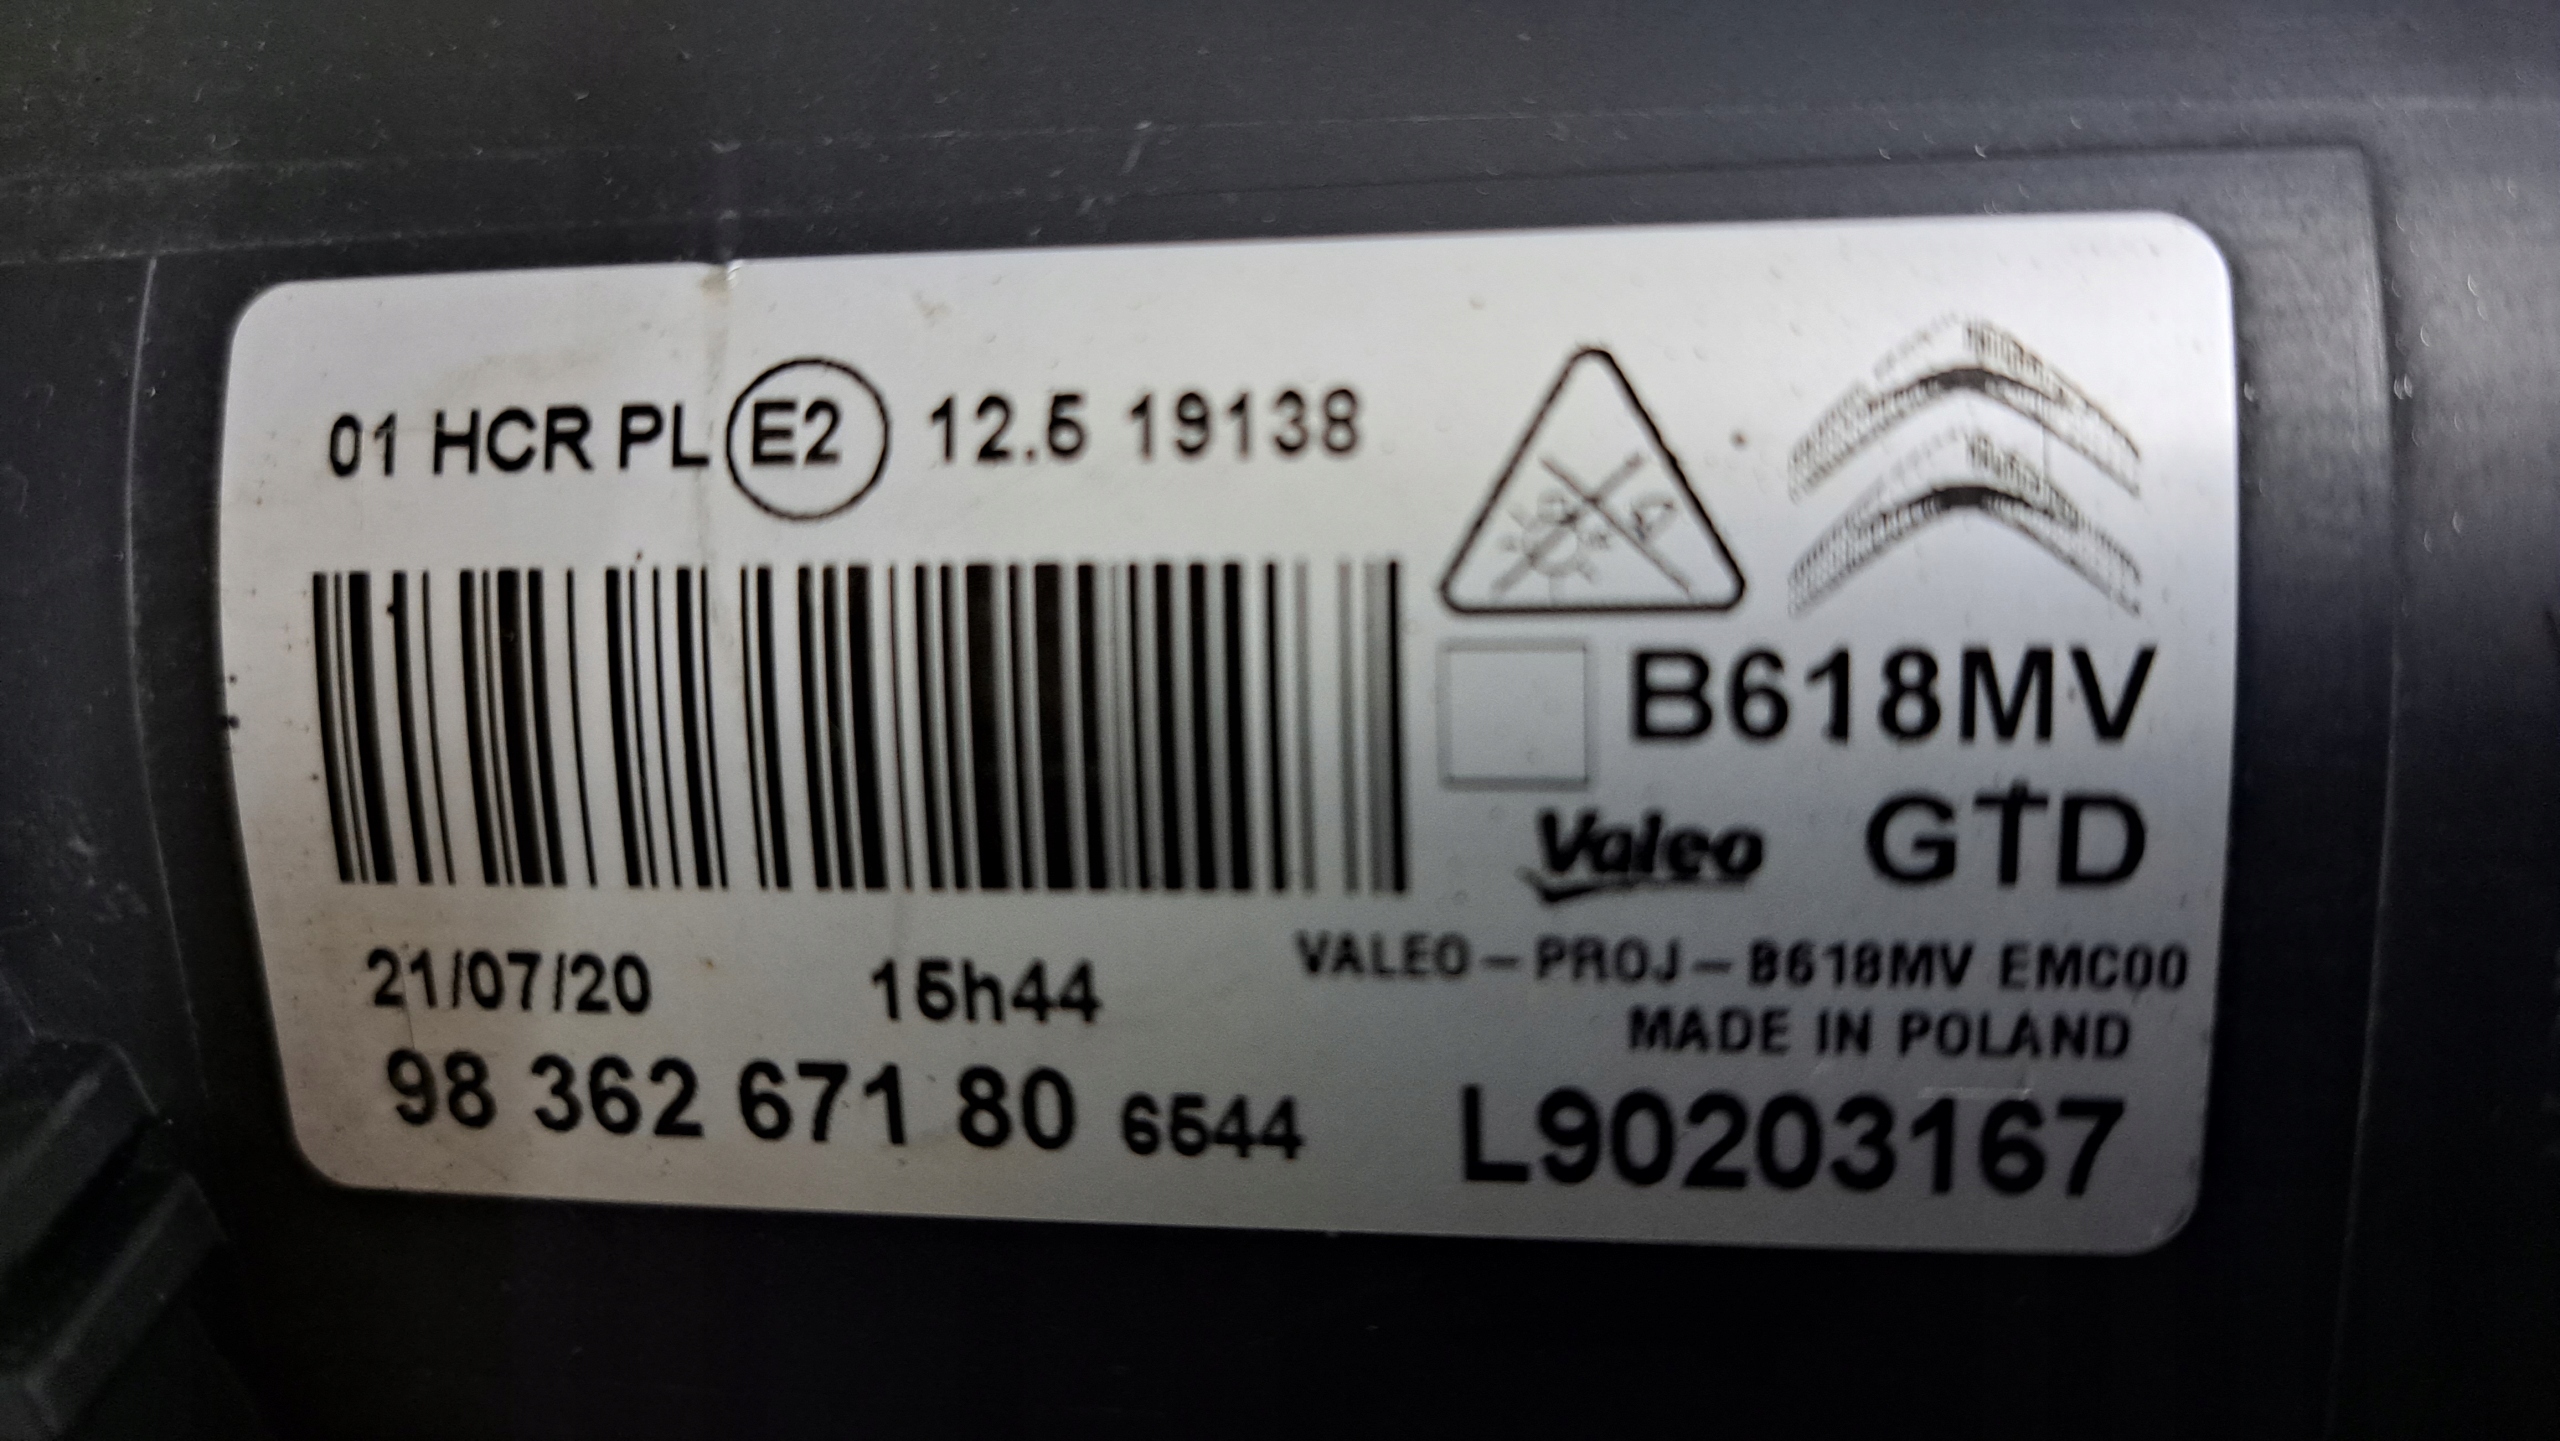 01 HCR PL E2 12.5 19138
B618MV
Valeo GTD
21/07/20 15h44
VALEO-PROJ-B618MV EMC00
MADE IN POLAND
98 362 671 80 6544
L90203167